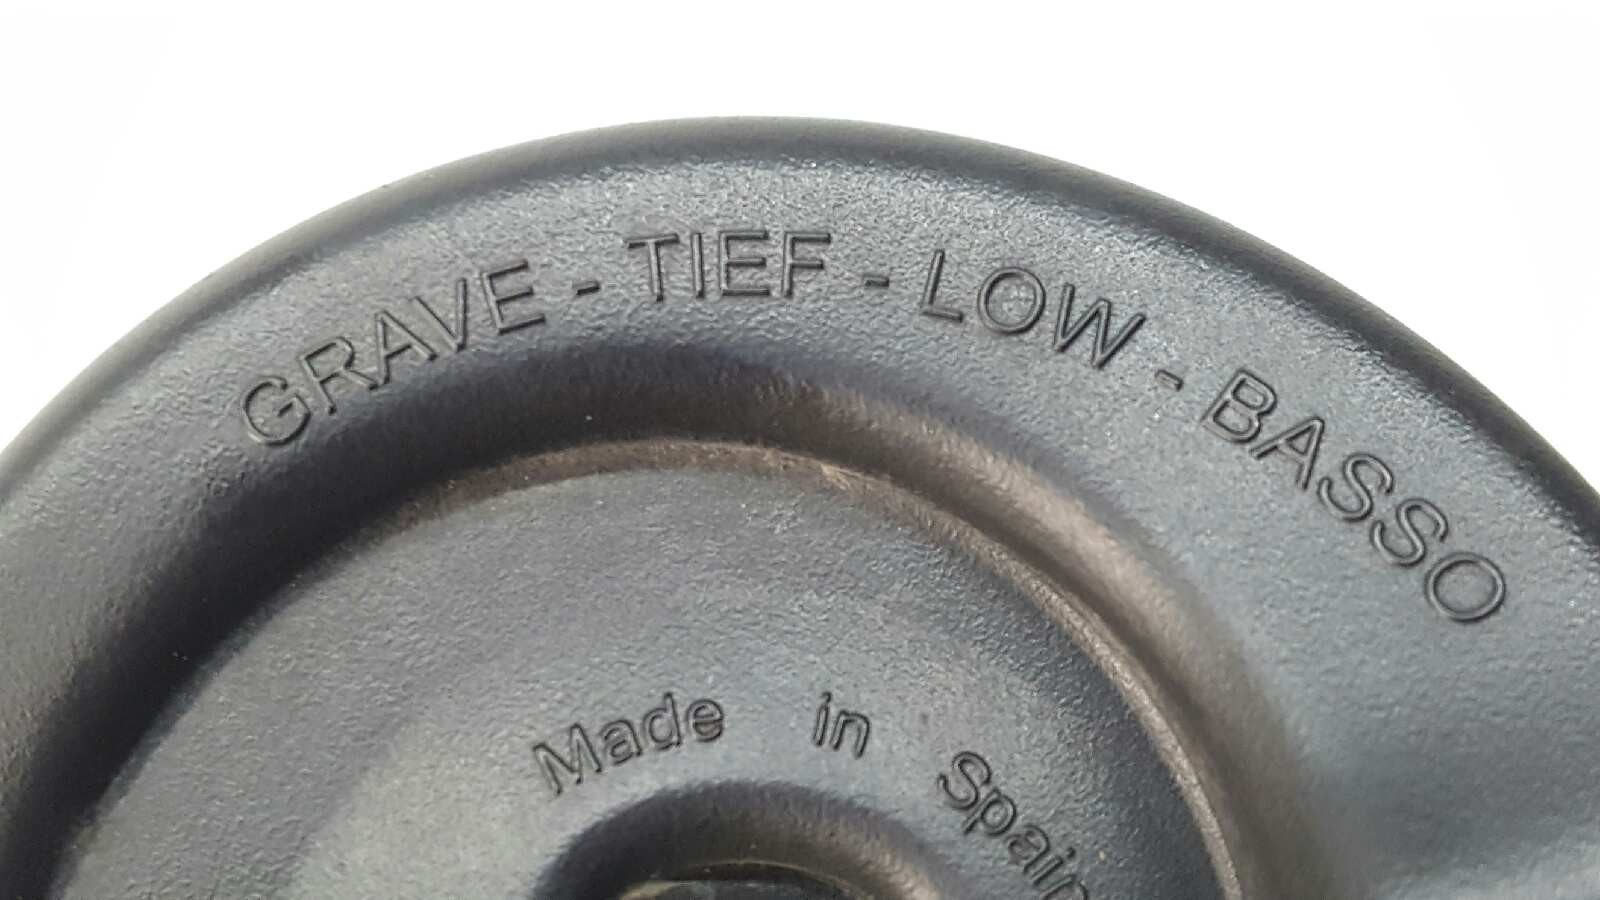 GRAVE - TIEF - LOW - BASSO
Made in Spain